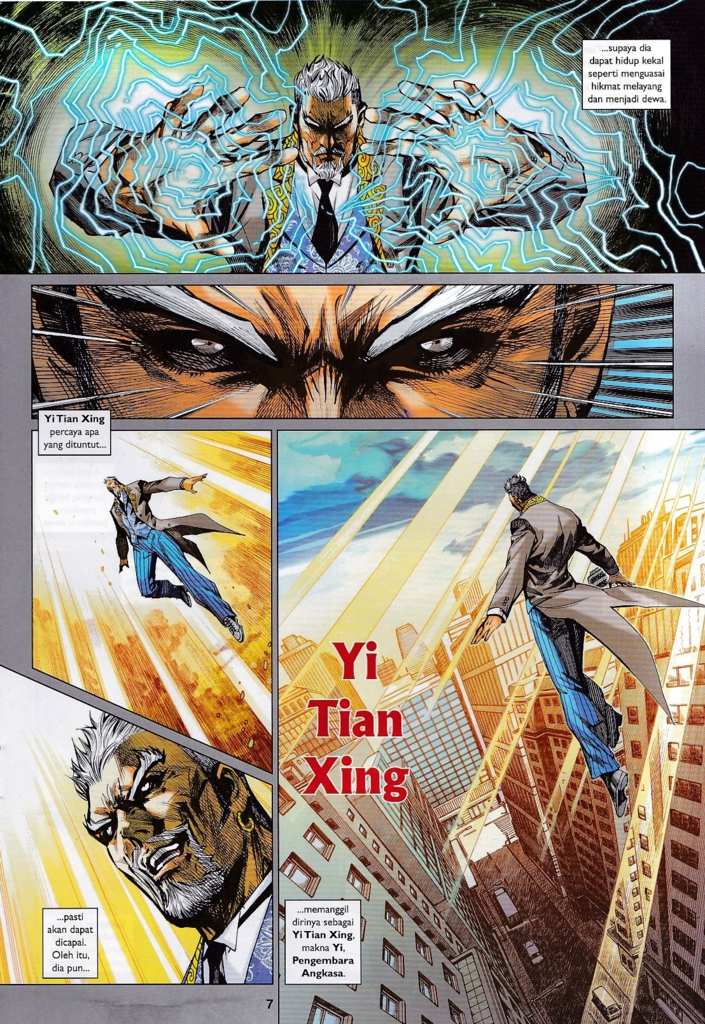 ...supaya dia
dapat hidup kekal
seperti menguasai
hikmat melayang
dan menjadi dewa.
Yi Tian Xing
percaya apa
yang dituntut...
Yi
Tian
Xing
...pasti
akan dapat
dicapai.
Oleh itu,
dia pun...
...memanggil
dirinya sebagai
Yi Tian Xing,
makna Yi,
Pengembara
Angkasa.
7